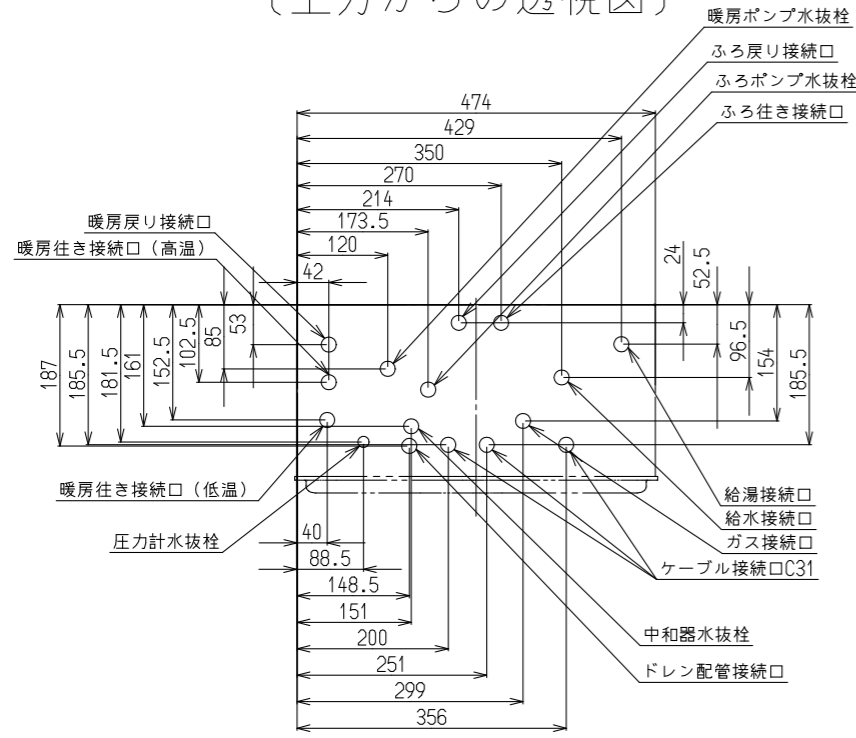 (上方からの透視図)
暖房ポンプ水抜栓
ふろ戻り接続口
ふろポンプ水抜栓
ふろ往き接続口
474
429
350
270
214
173.5
120
42
暖房戻り接続口
暖房往き接続口(高温)
24
52.5
96.5
154
185.5
53
85
102.5
152.5
161
181.5
185.5
187
暖房往き接続口(低温)
圧力計水抜栓
40
88.5
148.5
151
200
251
299
356
給湯接続口
給水接続口
ガス接続口
ケーブル接続口C31
中和器水抜栓
ドレン配管接続口